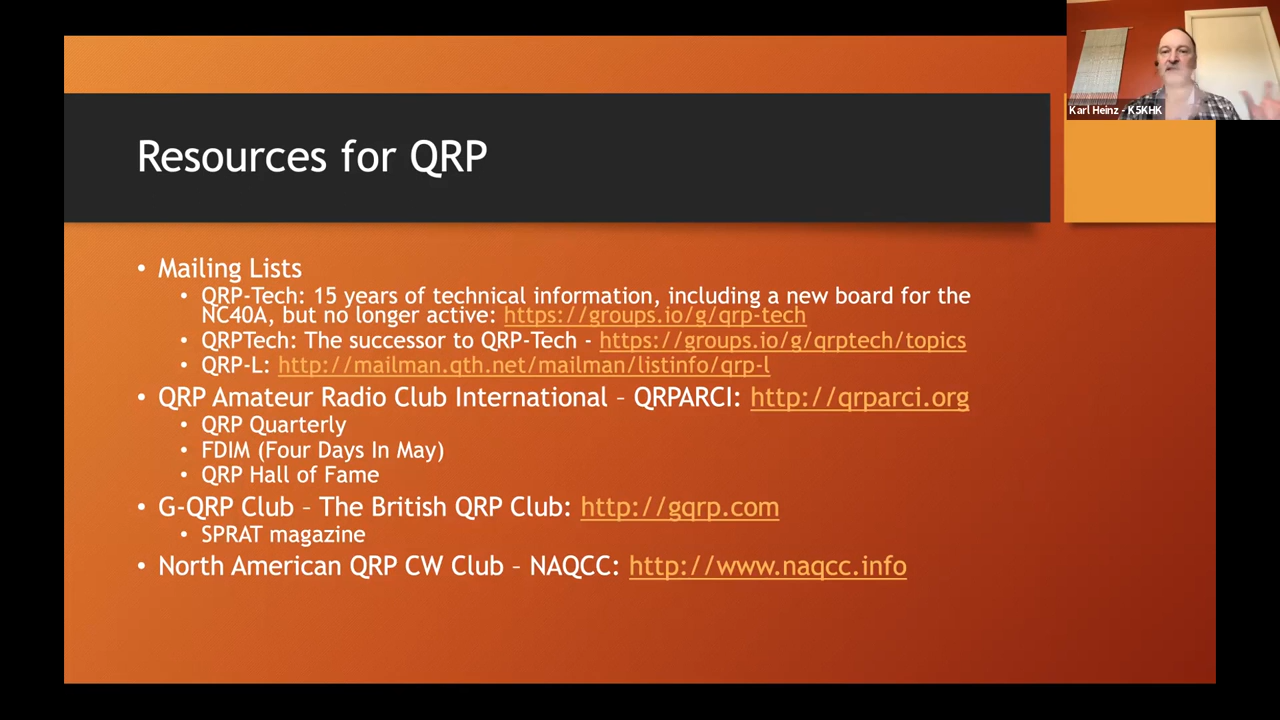 Karl Heinz - K5KHK
Resources for QRP
• Mailing Lists
• QRP-Tech: 15 years of technical information, including a new board for the
NC40A, but no longer active: https://groups.io/g/qrp-tech
• QRPTech: The successor to QRP-Tech - https://groups.io/g/qrptech/topics
• QRP-L: http://mailman.qth.net/mailman/listinfo/qrp-l
• QRP Amateur Radio Club International – QRPARCI: http://qrparci.org
• QRP Quarterly
• FDIM (Four Days In May)
• QRP Hall of Fame
• G-QRP Club – The British QRP Club: http://gqrp.com
• SPRAT magazine
• North American QRP CW Club – NAQCC: http://www.naqcc.info